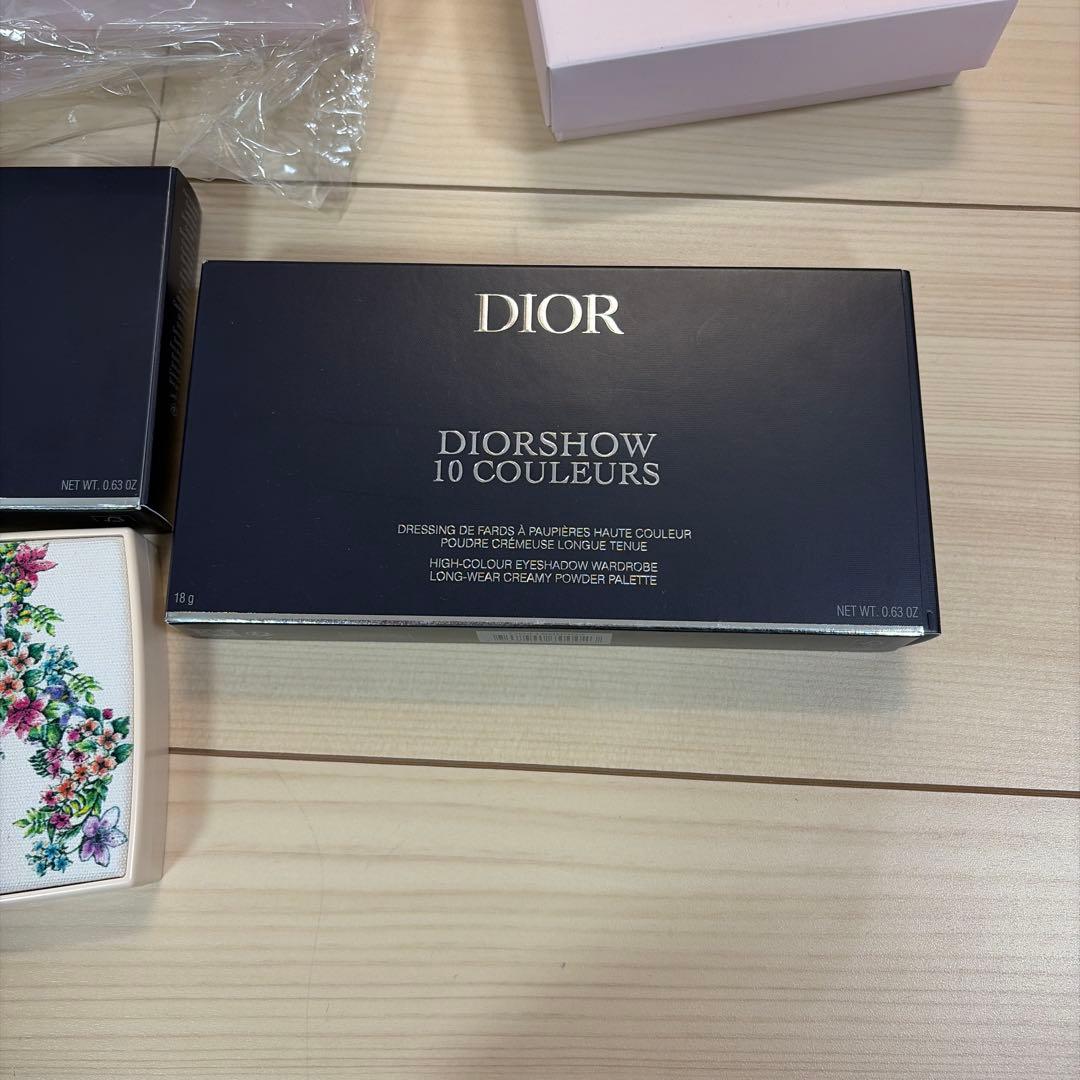 DIOR
DIORSHOW
10 COULEURS
DRESSING DE FARDS À PAUPIÈRES HAUTE COULEUR
POUDRE CRÉMEUSE LONGUE TENUE
HIGH-COLOUR EYESHADOW WARDROBE
LONG-WEAR CREAMY POWDER PALETTE
18 g
NET WT. 0.63 OZ
NET WT. 0.63 OZ